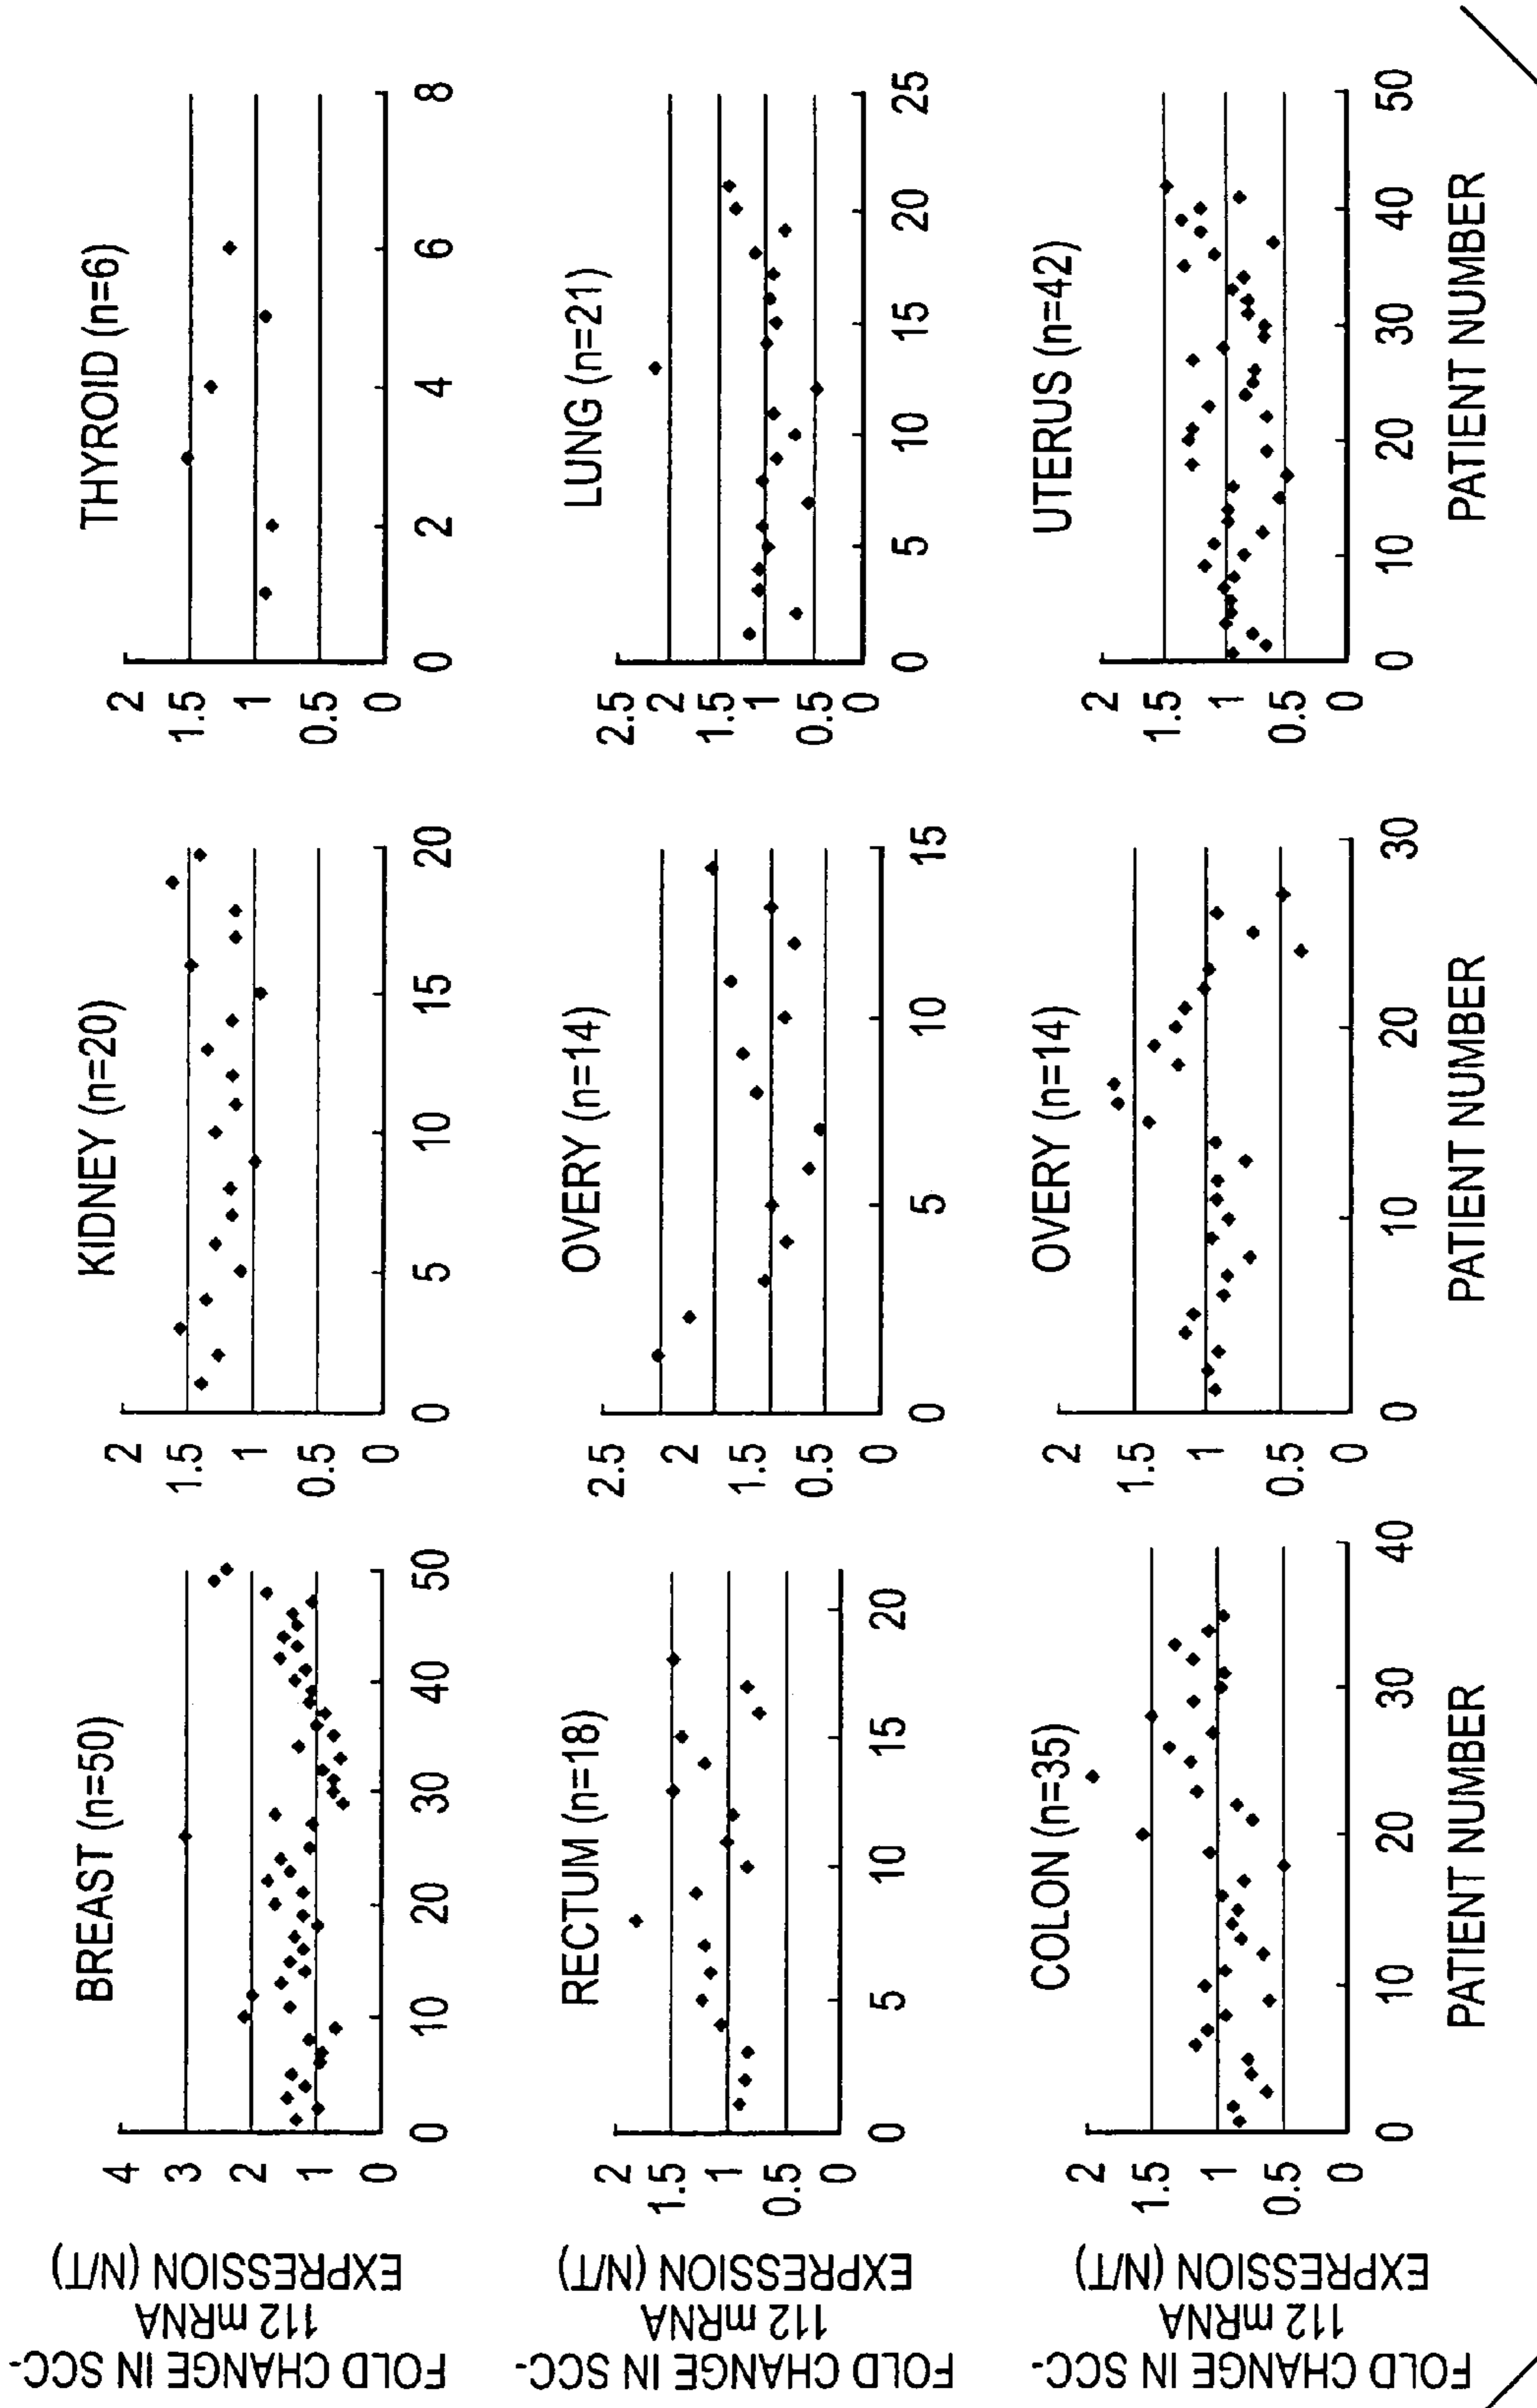 FOLD CHANGE IN SCC-
112 mRNA
EXPRESSION (N/T)
BREAST (n=50)
4
3
2
1
0
0 10 20 30 40 50
KIDNEY (n=20)
2
1.5
1
0.5
0
0 5 10 15 20
THYROID (n=6)
2
1.5
1
0.5
0
0 2 4 6 8
FOLD CHANGE IN SCC-
112 mRNA
EXPRESSION (N/T)
RECTUM (n=18)
2
1.5
1
0.5
0
0 5 10 15 20
OVERY (n=14)
2.5
2
1.5
0.5
0
0 5 10 15
LUNG (n=21)
2.5
2
1.5
1
0.5
0
0 5 10 15 20 25
FOLD CHANGE IN SCC-
112 mRNA
EXPRESSION (N/T)
COLON (n=35)
2
1.5
1
0.5
0
0 10 20 30 40
PATIENT NUMBER
OVERY (n=14)
2
1.5
1
0.5
0
0 10 20 30
PATIENT NUMBER
UTERUS (n=42)
2
1.5
1
0.5
0
0 10 20 30 40 50
PATIENT NUMBER